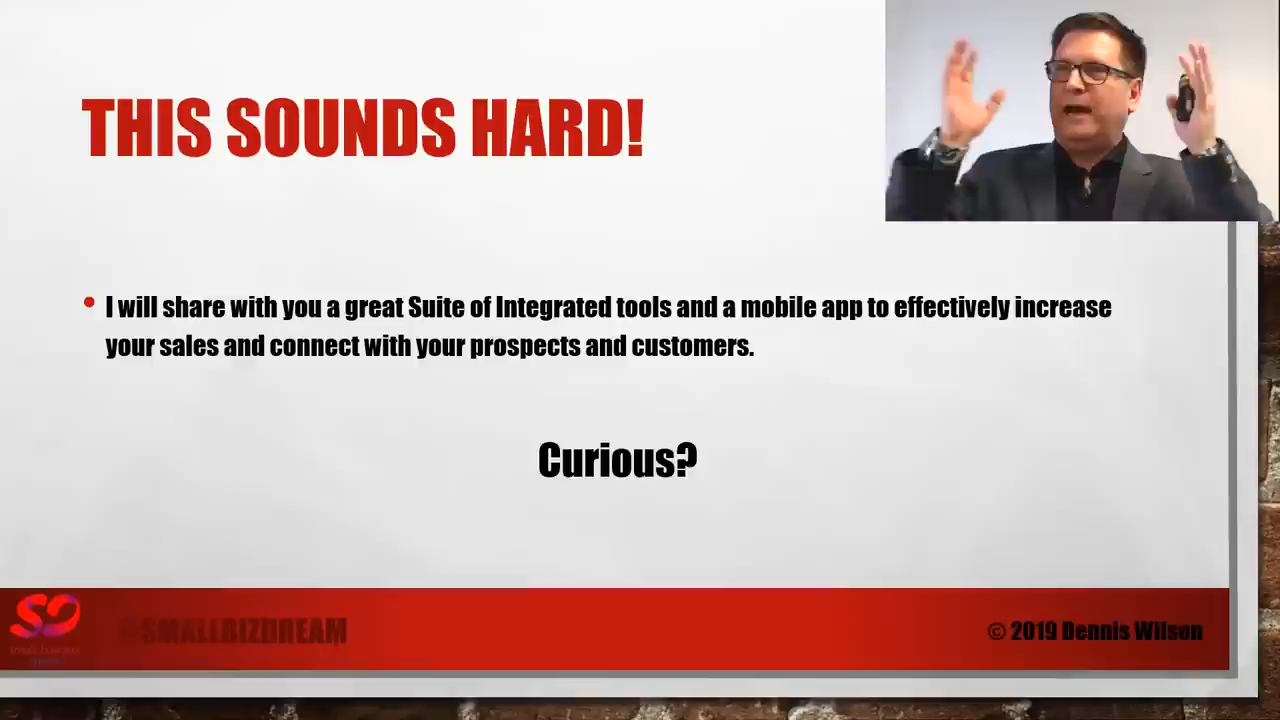 THIS SOUNDS HARD!
• I will share with you a great Suite of Integrated tools and a mobile app to effectively increase
your sales and connect with your prospects and customers.
Curious?
@SMALLBIZDREAM
© 2019 Dennis Wilson